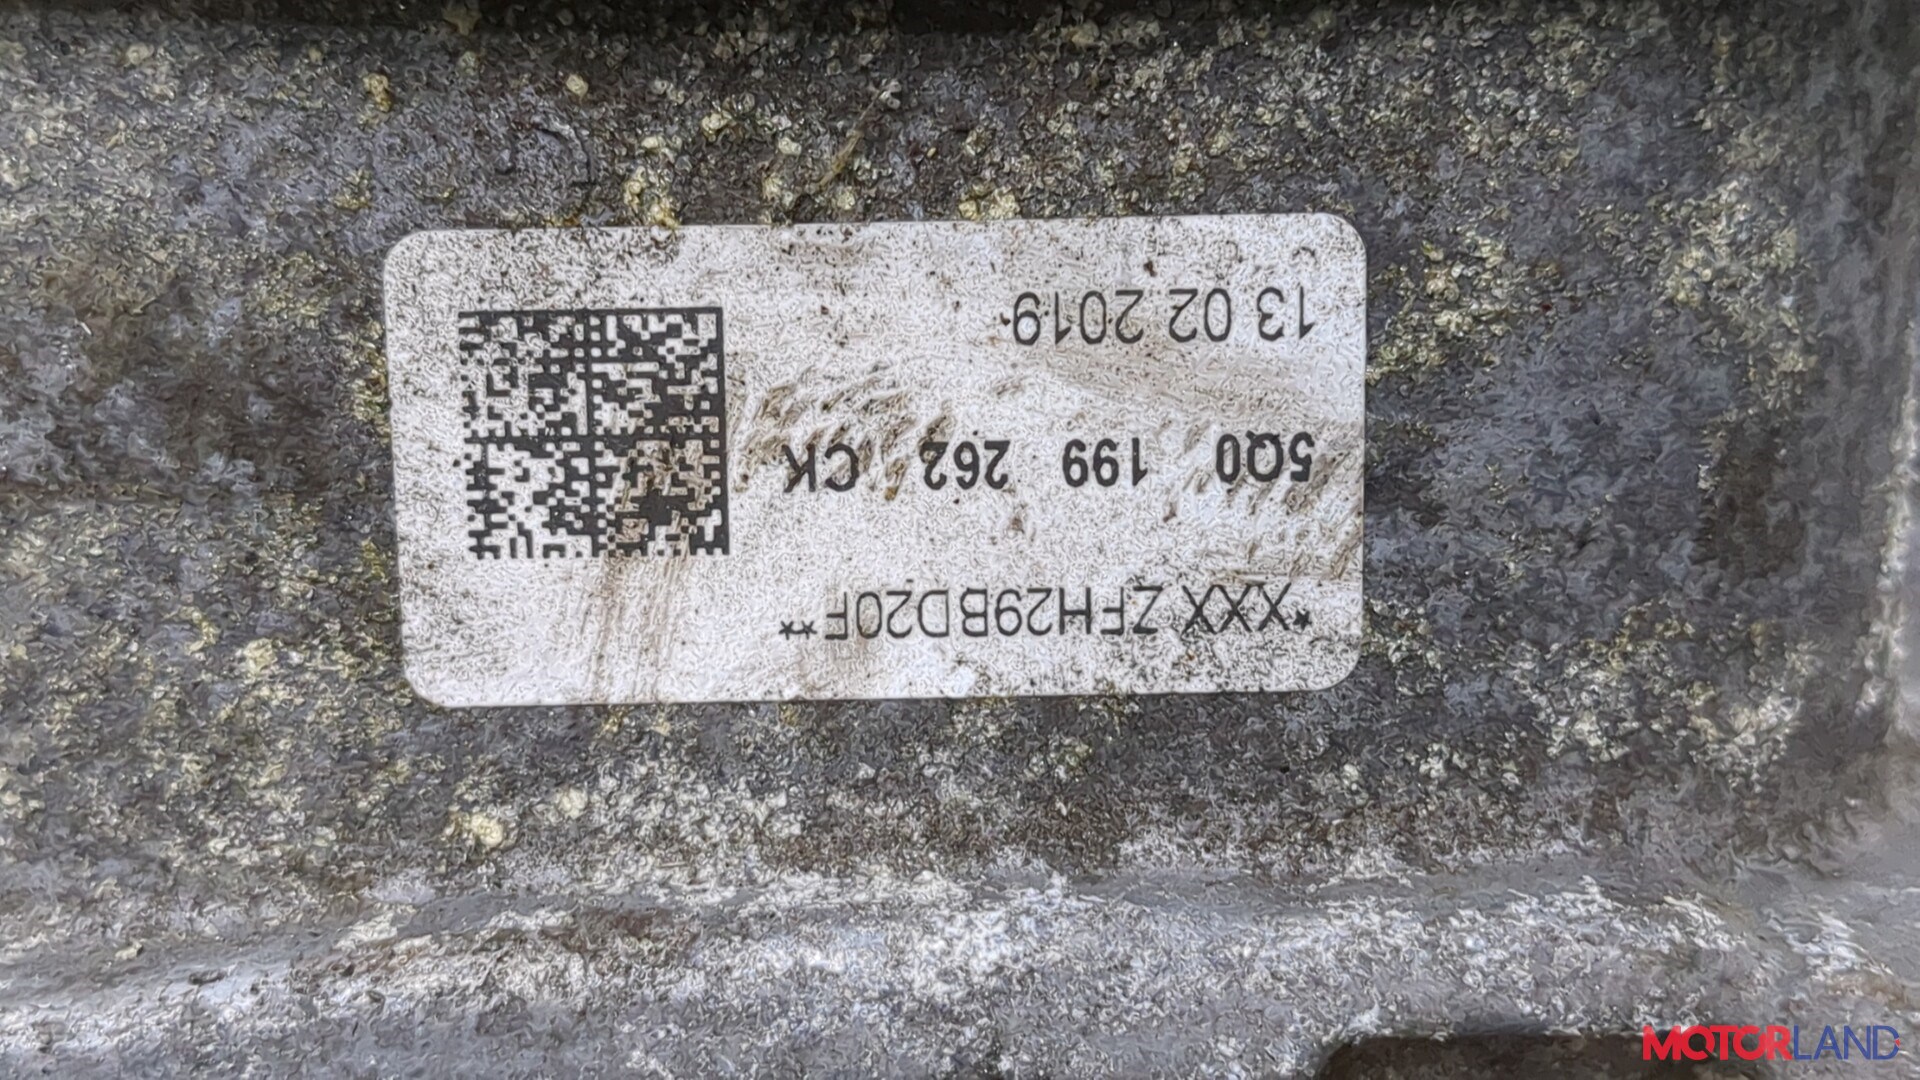 *XXX ZFH29BD20F**
5Q0 199 262 CK
13 02 2019
MOTORLAND